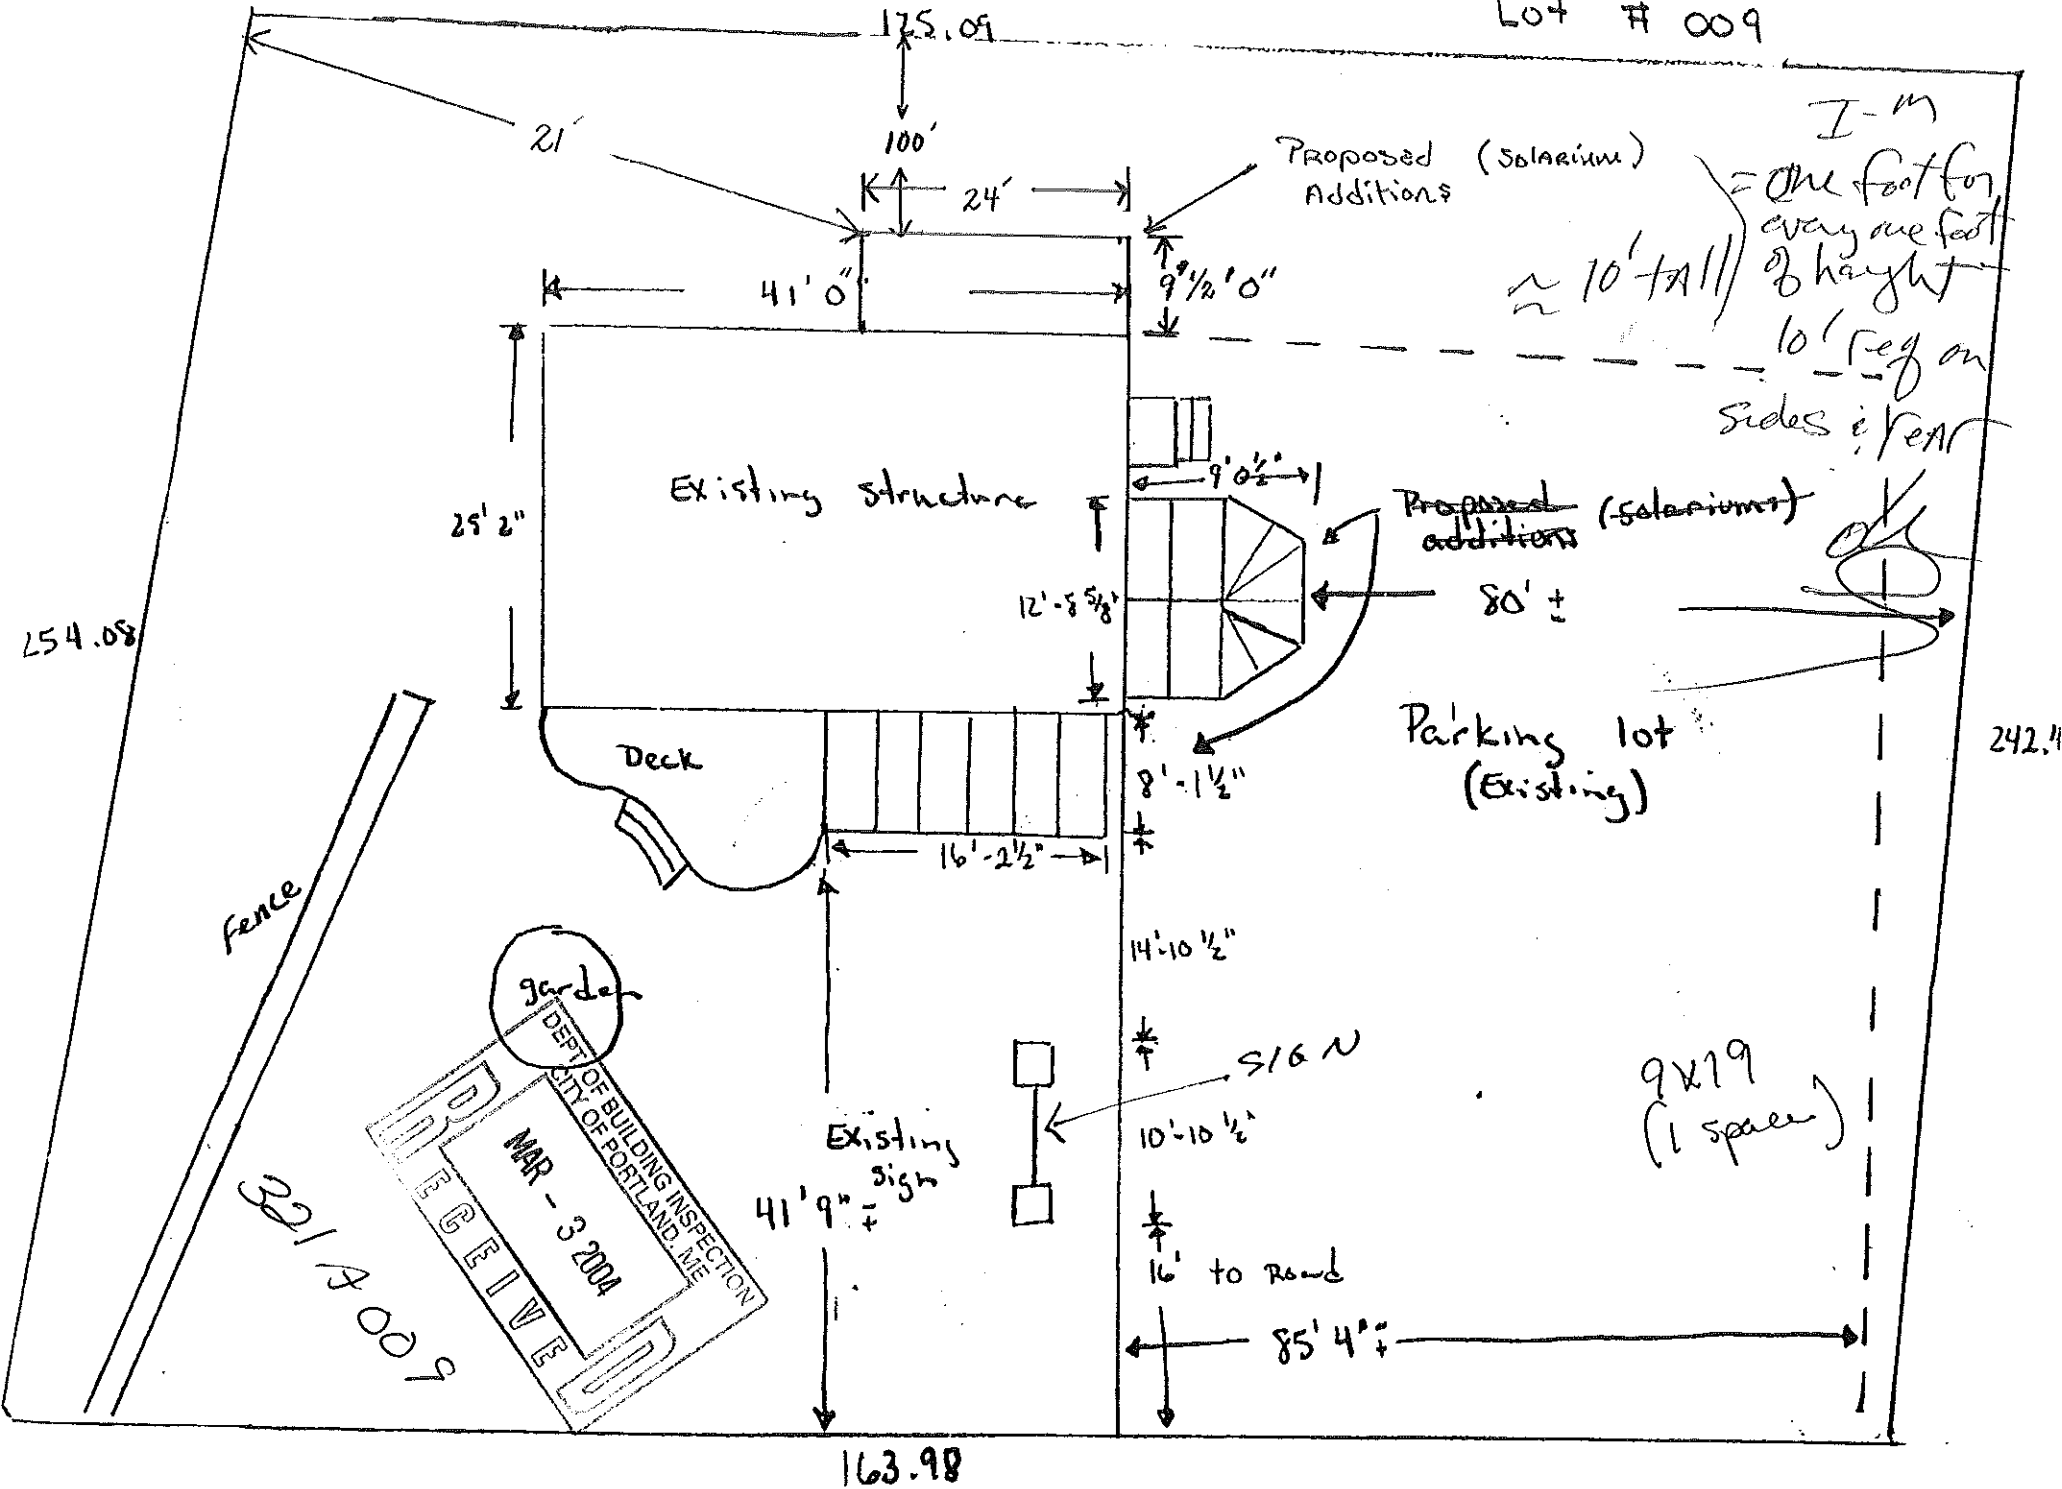 Lot # 009
125.09
I-M
= one foot for
every one foot
of haught
10' req on
sides & rear
ok
≈ 10' tall
21'
100'
24'
Proposed (Solarium)
Additions
41' 0"
9 1/2' 0"
Existing Structure
25' 2"
9' 0 1/2"
Proposed (solariums)
additions
12'-8 5/8"
80' ±
254.08
242.4
Parking lot
(Existing)
Deck
8'-1 1/2"
16'-2 1/2"
Fence
14'-10 1/2"
garden
SIGN
10'-10 1/2"
9x19
(1 space)
Existing
Sign
41' 9" ±
16' to Road
85' 4" ±
DEPT. OF BUILDING INSPECTION
CITY OF PORTLAND, ME
MAR - 3 2004
RECEIVED
321 A 009
163.98